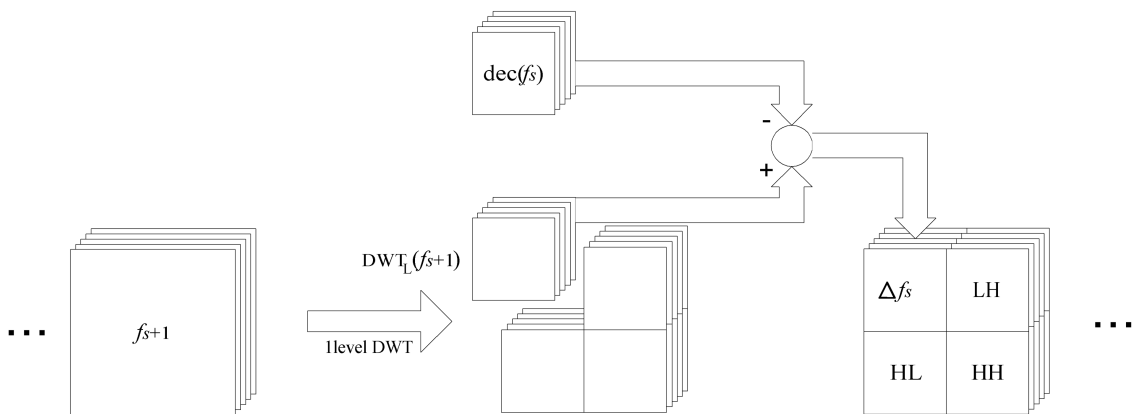 dec(fs)
-
+
DWT_L(fs+1)
... fs+1
1level DWT
Δfs LH
HL HH ...